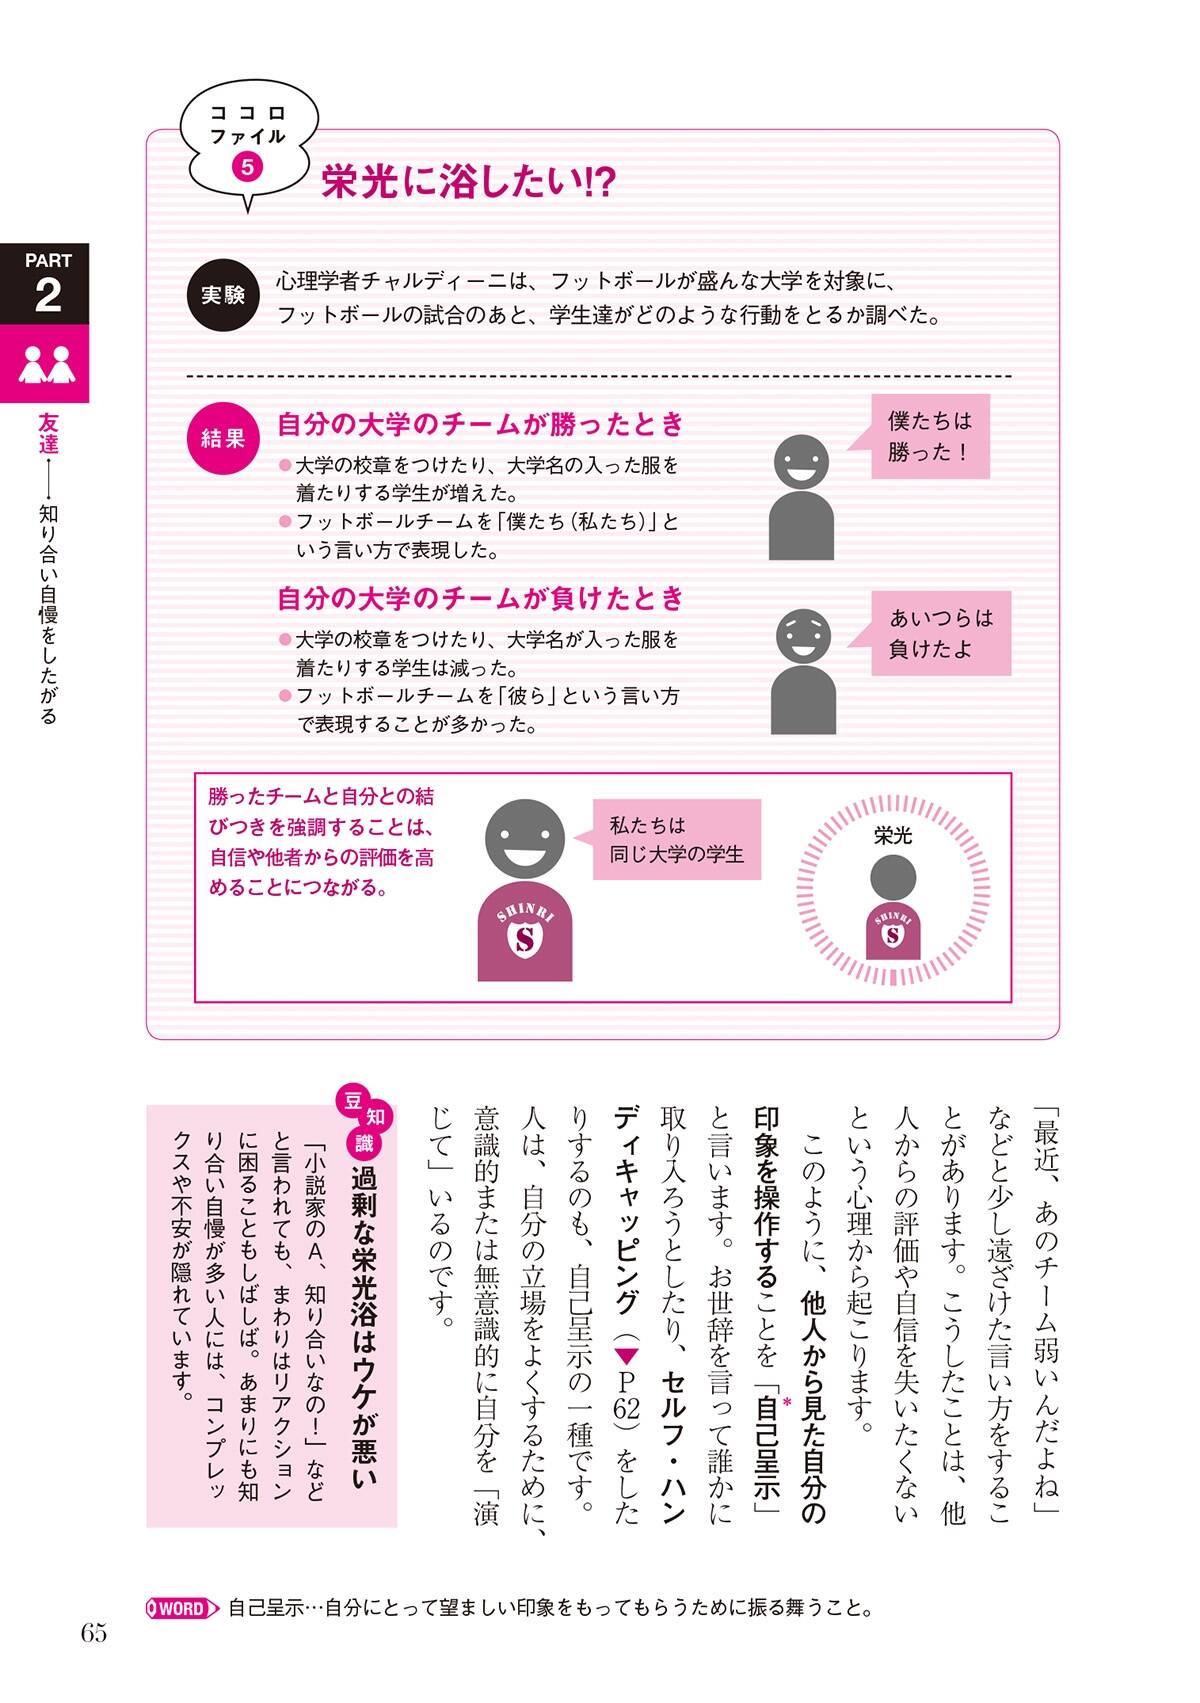 ココロ
ファイル
5
栄光に浴したい!?
実験
心理学者チャルディーニは、フットボールが盛んな大学を対象に、
フットボールの試合のあと、学生達がどのような行動をとるか調べた。
結果
自分の大学のチームが勝ったとき
●大学の校章をつけたり、大学名の入った服を
着たりする学生が増えた。
●フットボールチームを「僕たち（私たち）」と
いう言い方で表現した。
僕たちは
勝った！
自分の大学のチームが負けたとき
●大学の校章をつけたり、大学名が入った服を
着たりする学生は減った。
●フットボールチームを「彼ら」という言い方
で表現することが多かった。
あいつらは
負けたよ
勝ったチームと自分との結
びつきを強調することは、
自信や他者からの評価を高
めることにつながる。
私たちは
同じ大学の学生
SHINRI
S
栄光
SHINRI
S
PART
2
友達――知り合い自慢をしたがる
「最近、あのチーム弱いんだよね」
などと少し遠ざけた言い方をするこ
とがあります。こうしたことは、他
人からの評価や自信を失いたくない
という心理から起こります。
このように、他人から見た自分の
印象を操作することを「自己呈示*」
と言います。お世辞を言って誰かに
取り入ろうとしたり、セルフ・ハン
ディキャッピング（▼P62）をした
りするのも、自己呈示の一種です。
人は、自分の立場をよくするために、
意識的または無意識的に自分を「演
じて」いるのです。
豆知識
過剰な栄光浴はウケが悪い
「小説家のA、知り合いなの！」など
と言われても、まわりはリアクション
に困ることもしばしば。あまりにも知
り合い自慢が多い人には、コンプレッ
クスや不安が隠れています。
WORD 自己呈示…自分にとって望ましい印象をもってもらうために振る舞うこと。
65